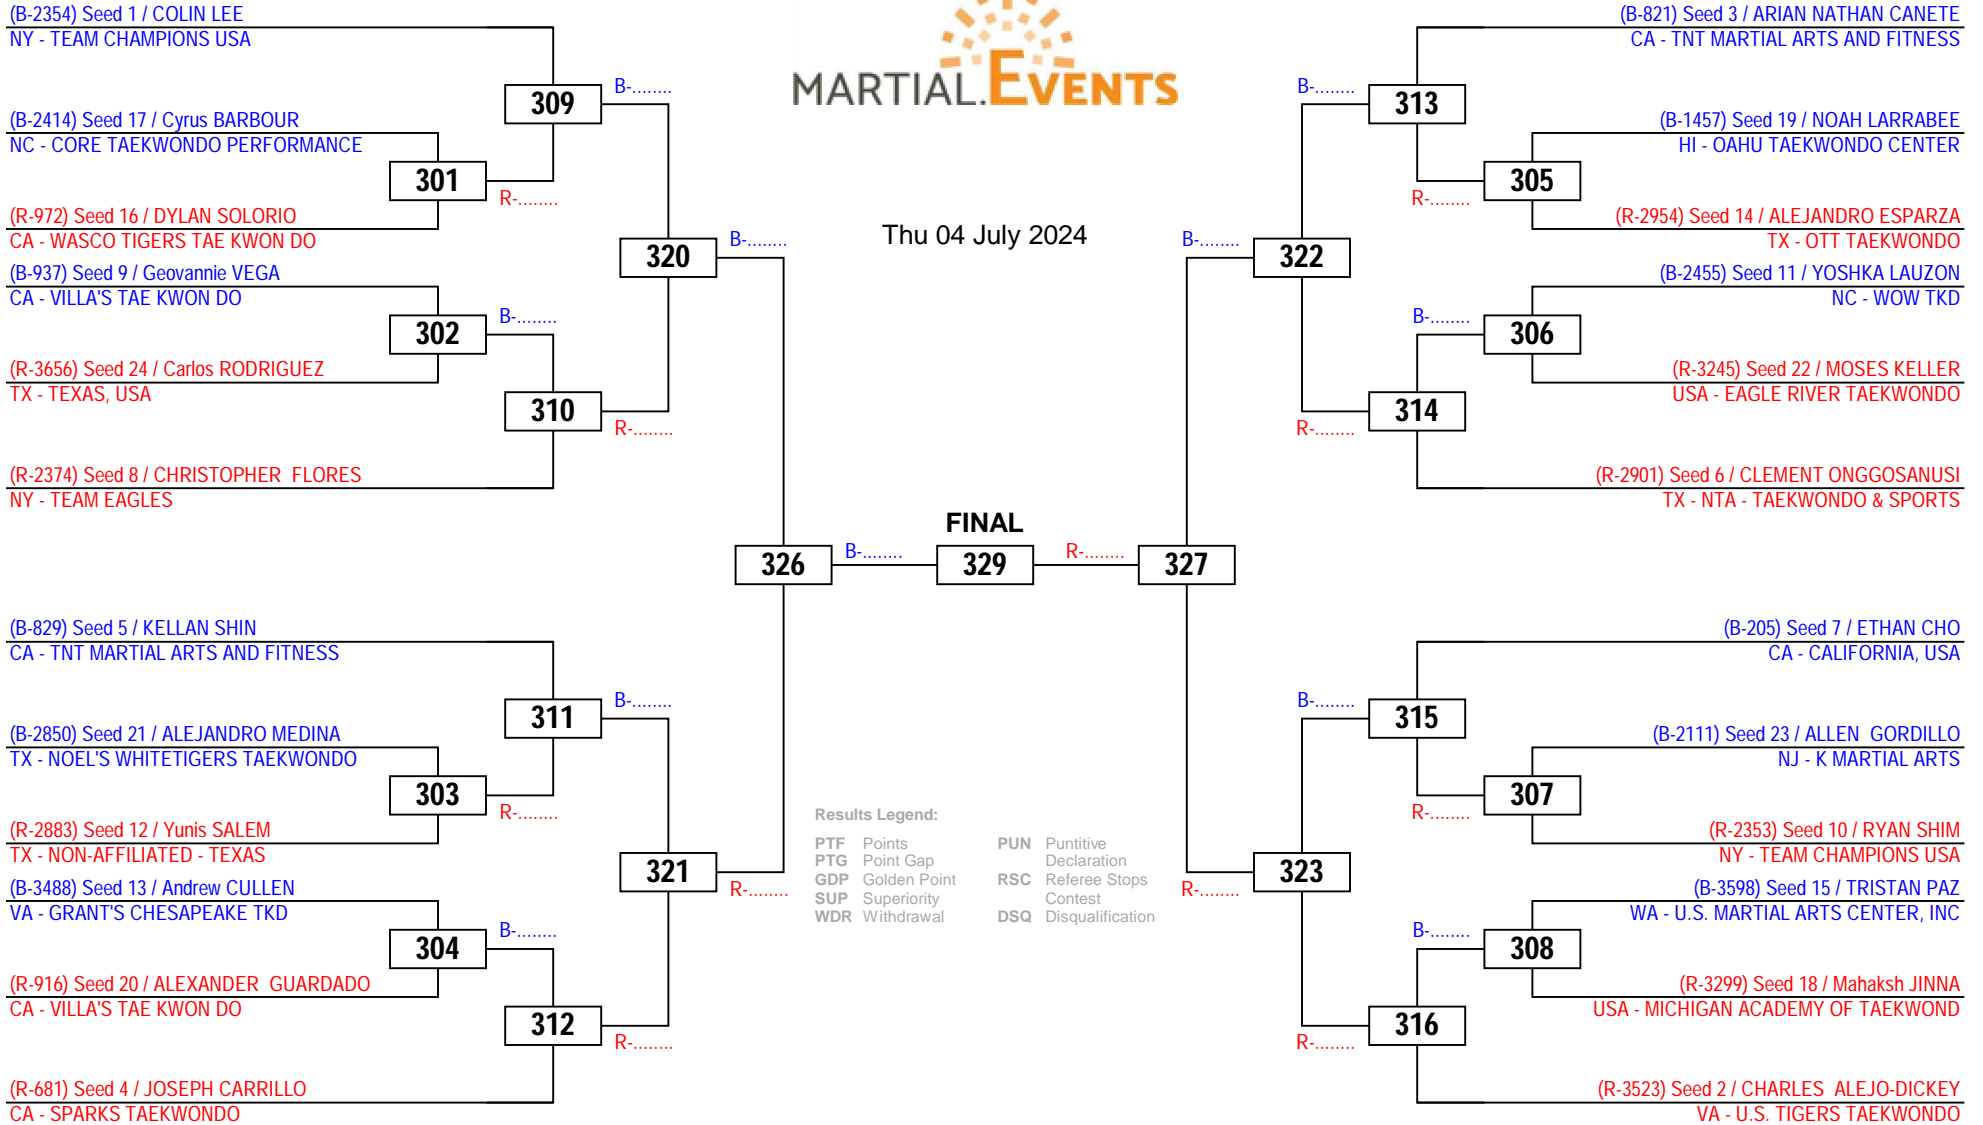 (B-2354) Seed 1 / COLIN LEE
NY - TEAM CHAMPIONS USA
309
B-........
(B-2414) Seed 17 / Cyrus BARBOUR
NC - CORE TAEKWONDO PERFORMANCE
301
R-........
(R-972) Seed 16 / DYLAN SOLORIO
CA - WASCO TIGERS TAE KWON DO
320
B-........
(B-937) Seed 9 / Geovannie VEGA
CA - VILLA'S TAE KWON DO
302
B-........
(R-3656) Seed 24 / Carlos RODRIGUEZ
TX - TEXAS, USA
310
R-........
(R-2374) Seed 8 / CHRISTOPHER  FLORES
NY - TEAM EAGLES
326
B-........
(B-829) Seed 5 / KELLAN SHIN
CA - TNT MARTIAL ARTS AND FITNESS
311
B-........
(B-2850) Seed 21 / ALEJANDRO MEDINA
TX - NOEL'S WHITETIGERS TAEKWONDO
303
R-........
(R-2883) Seed 12 / Yunis SALEM
TX - NON-AFFILIATED - TEXAS
321
R-........
(B-3488) Seed 13 / Andrew CULLEN
VA - GRANT'S CHESAPEAKE TKD
304
B-........
(R-916) Seed 20 / ALEXANDER  GUARDADO
CA - VILLA'S TAE KWON DO
312
R-........
(R-681) Seed 4 / JOSEPH CARRILLO
CA - SPARKS TAEKWONDO
MARTIAL.EVENTS
Thu 04 July 2024
FINAL
329
Results Legend:
PTF Points
PTG Point Gap
GDP Golden Point
SUP Superiority
WDR Withdrawal
PUN Puntitive
Declaration
RSC Referee Stops
Contest
DSQ Disqualification
(B-821) Seed 3 / ARIAN NATHAN CANETE
CA - TNT MARTIAL ARTS AND FITNESS
B-........
313
(B-1457) Seed 19 / NOAH LARRABEE
HI - OAHU TAEKWONDO CENTER
305
R-........
(R-2954) Seed 14 / ALEJANDRO ESPARZA
TX - OTT TAEKWONDO
B-........
322
(B-2455) Seed 11 / YOSHKA LAUZON
NC - WOW TKD
B-........
306
(R-3245) Seed 22 / MOSES KELLER
USA - EAGLE RIVER TAEKWONDO
314
R-........
(R-2901) Seed 6 / CLEMENT ONGGOSANUSI
TX - NTA - TAEKWONDO & SPORTS
R-........
327
(B-205) Seed 7 / ETHAN CHO
CA - CALIFORNIA, USA
B-........
315
(B-2111) Seed 23 / ALLEN  GORDILLO
NJ - K MARTIAL ARTS
307
R-........
(R-2353) Seed 10 / RYAN SHIM
NY - TEAM CHAMPIONS USA
323
R-........
(B-3598) Seed 15 / TRISTAN PAZ
WA - U.S. MARTIAL ARTS CENTER, INC
B-........
308
(R-3299) Seed 18 / Mahaksh JINNA
USA - MICHIGAN ACADEMY OF TAEKWOND
316
R-........
(R-3523) Seed 2 / CHARLES  ALEJO-DICKEY
VA - U.S. TIGERS TAEKWONDO